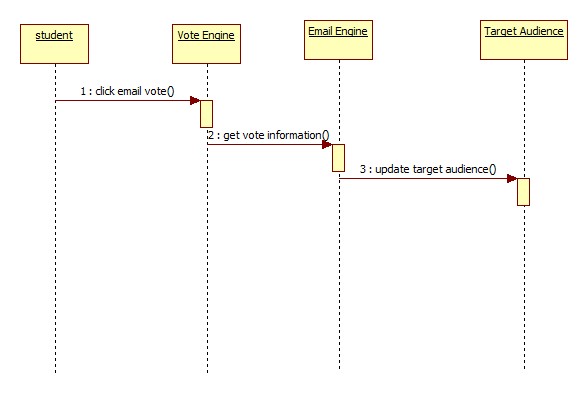 student
Vote Engine
Email Engine
Target Audience
1 : click email vote()
2 : get vote information()
3 : update target audience()